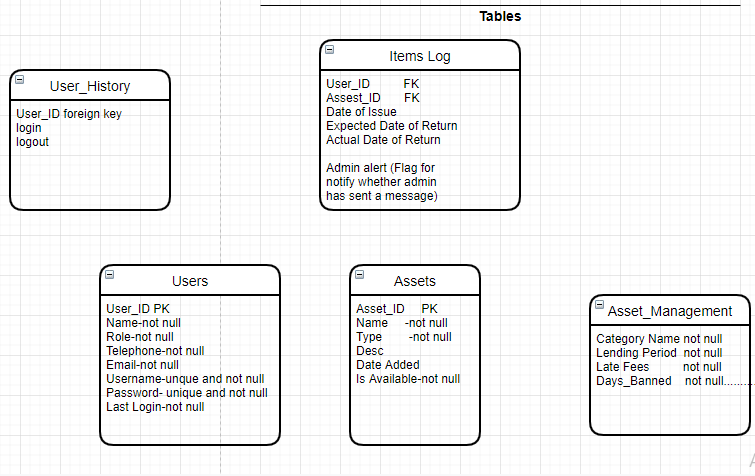 Tables
Items Log
User_ID FK
Assest_ID FK
Date of Issue
Expected Date of Return
Actual Date of Return
Admin alert (Flag for
notify whether admin
has sent a message)
User_History
User_ID foreign key
login
logout
Users
User_ID PK
Name-not null
Role-not null
Telephone-not null
Email-not null
Username-unque and not null
Password- unique and not null
Last Login-not null
Assets
Asset_ID PK
Name -not null
Type -not null
Desc
Date Added
Is Available-not null
Asset_Management
Category Name not null
Lending Period not null
Late Fees not null
Days_Banned not null.........